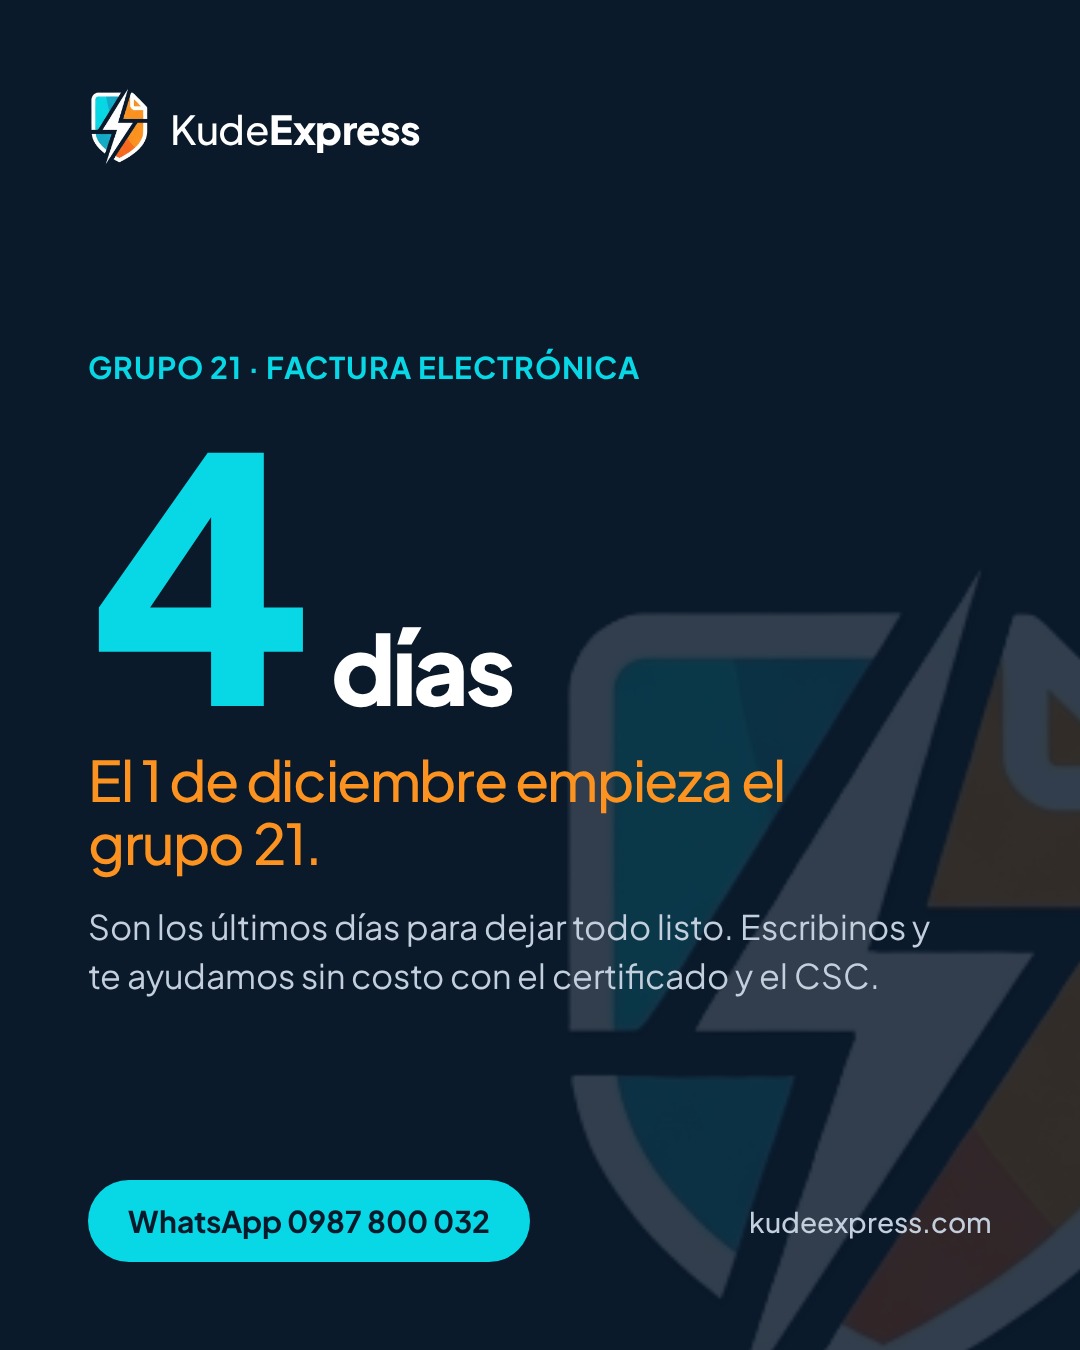 KudeExpress
GRUPO 21 · FACTURA ELECTRÓNICA
4 días
El 1 de diciembre empieza el
grupo 21.
Son los últimos días para dejar todo listo. Escribinos y
te ayudamos sin costo con el certificado y el CSC.
WhatsApp 0987 800 032
kudeexpress.com